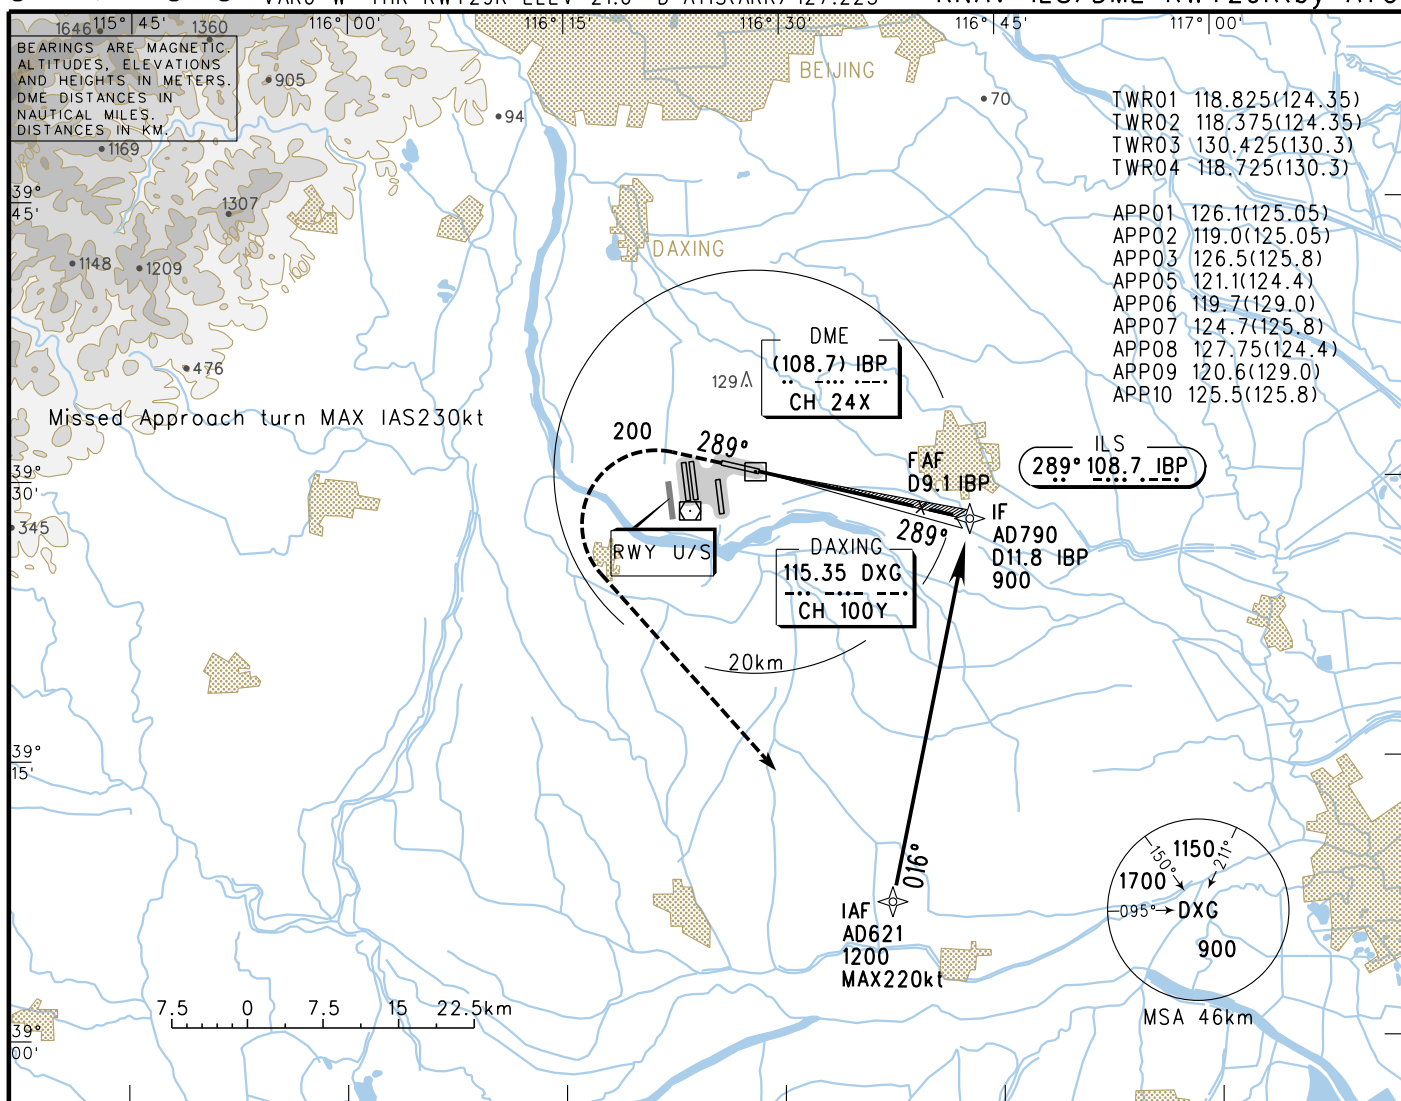 BEARINGS ARE MAGNETIC.
ALTITUDES, ELEVATIONS
AND HEIGHTS IN METERS.
DME DISTANCES IN
NAUTICAL MILES.
DISTANCES IN KM.
115°45'
116°00'
116°15'
116°30'
116°45'
117°00'
1646
1360
905
94
1169
1307
1148
1209
476
345
70
BEIJING
DAXING
TWR01 118.825(124.35)
TWR02 118.375(124.35)
TWR03 130.425(130.3)
TWR04 118.725(130.3)
APP01 126.1(125.05)
APP02 119.0(125.05)
APP03 126.5(125.8)
APP05 121.1(124.4)
APP06 119.7(129.0)
APP07 124.7(125.8)
APP08 127.75(124.4)
APP09 120.6(129.0)
APP10 125.5(125.8)
39°
45'
DME
(108.7) IBP
CH 24X
129
Missed Approach turn MAX IAS230kt
200
289°
FAF
D9.1 IBP
ILS
289° 108.7 IBP
39°
30'
IF
AD790
D11.8 IBP
900
289°
RWY U/S
DAXING
115.35 DXG
CH 100Y
20km
39°
15'
016°
IAF
AD621
1200
MAX220kt
1150
150°
211°
1700
095°
DXG
900
MSA 46km
7.5 0 7.5 15 22.5km
39°
00'